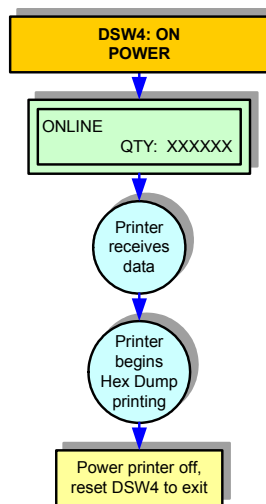 DSW4: ON
POWER
ONLINE
QTY: XXXXXX
Printer
receives
data
Printer
begins
Hex Dump
printing
Power printer off,
reset DSW4 to exit